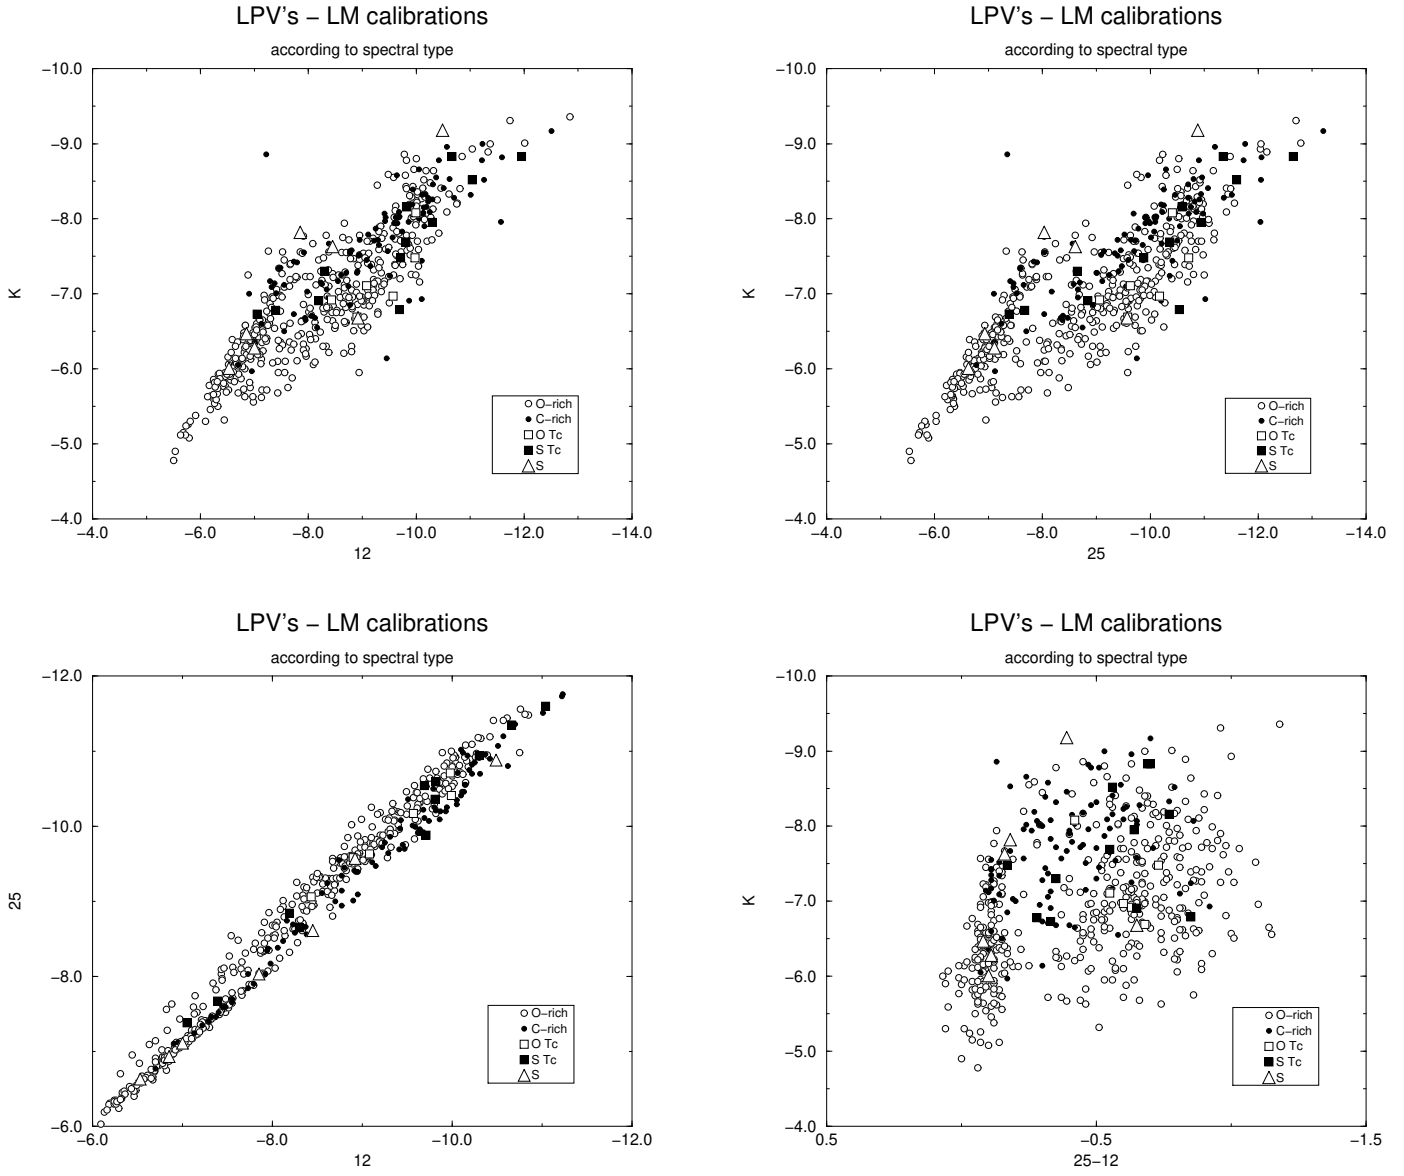 LPV's – LM calibrations
according to spectral type
–10.0
–9.0
–8.0
K
–7.0
–6.0
–5.0
–4.0
–4.0 –6.0 –8.0 –10.0 –12.0 –14.0
12
O–rich
C–rich
O Tc
S Tc
S
LPV's – LM calibrations
according to spectral type
–10.0
–9.0
–8.0
K
–7.0
–6.0
–5.0
–4.0
–4.0 –6.0 –8.0 –10.0 –12.0 –14.0
25
O–rich
C–rich
O Tc
S Tc
S
LPV's – LM calibrations
according to spectral type
–12.0
–10.0
25
–8.0
–6.0
–6.0 –8.0 –10.0 –12.0
12
O–rich
C–rich
O Tc
S Tc
S
LPV's – LM calibrations
according to spectral type
–10.0
–9.0
–8.0
K
–7.0
–6.0
–5.0
–4.0
0.5 –0.5 –1.5
25–12
O–rich
C–rich
O Tc
S Tc
S